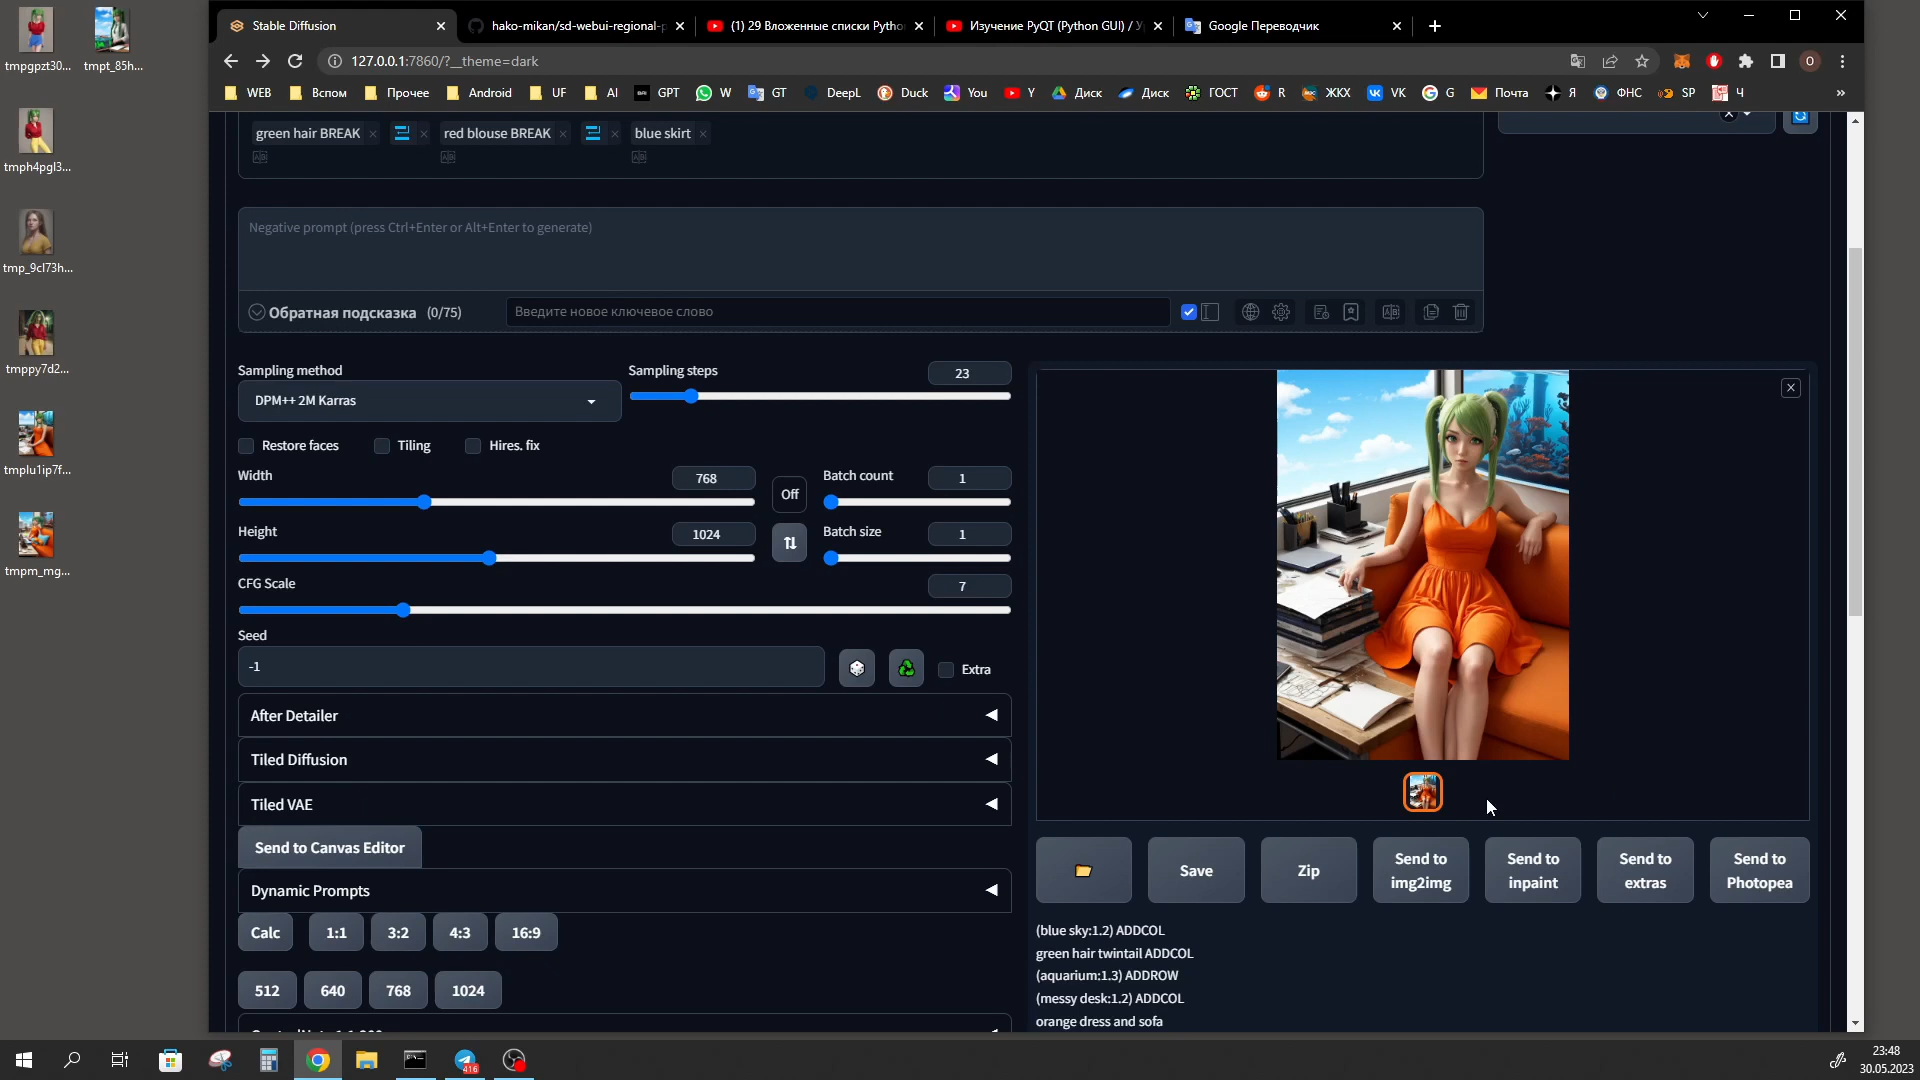 Stable Diffusion
hako-mikan/sd-webui-regional-p
(1) 29 Вложенные списки Pytho
Изучение PyQT (Python GUI) / У
Google Переводчик
127.0.0.1:7860/?__theme=dark
WEB
Вспом
Прочее
Android
UF
AI
GPT
W
GT
DeepL
Duck
You
Y
Диск
Диск
ГОСТ
R
ЖКХ
VK
G
Почта
Я
ФНС
SP
Ч
»
tmpgpzt30...
tmpt_85h...
tmph4pgl3...
tmp_9cl73h...
tmppy7d2...
tmplu1ip7f...
tmpm_mg...
green hair BREAK
red blouse BREAK
blue skirt
Negative prompt (press Ctrl+Enter or Alt+Enter to generate)
Обратная подсказка (0/75)
Введите новое ключевое слово
Sampling method
DPM++ 2M Karras
Sampling steps
23
Restore faces
Tiling
Hires. fix
Width
768
Off
Batch count
1
Height
1024
Batch size
1
CFG Scale
7
Seed
-1
Extra
After Detailer
Tiled Diffusion
Tiled VAE
Send to Canvas Editor
Dynamic Prompts
Calc
1:1
3:2
4:3
16:9
512
640
768
1024
Save
Zip
Send to img2img
Send to inpaint
Send to extras
Send to Photopea
(blue sky:1.2) ADDCOL
green hair twintail ADDCOL
(aquarium:1.3) ADDROW
(messy desk:1.2) ADDCOL
orange dress and sofa
416
23:48
30.05.2023